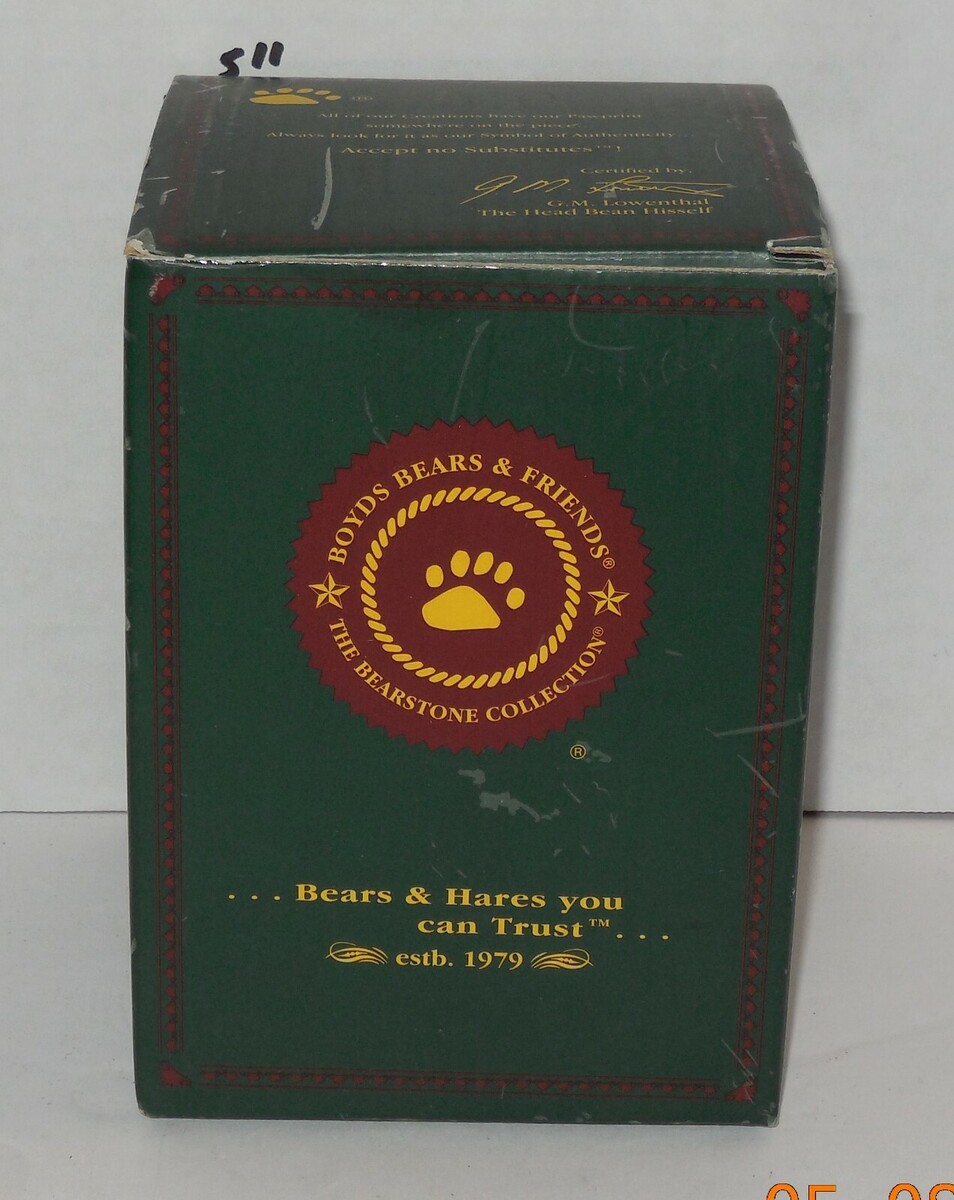 5"
®
All of our Creations have our Pawprint
somewhere on the piece...
Always look for it as our Symbol of Authenticity...
Accept no Substitutes™!
Certified by,
G.M. Lowenthal
G.M. Lowenthal
The Head Bean Hisself
BOYDS BEARS & FRIENDS®
THE BEARSTONE COLLECTION®
®
. . . Bears & Hares you
can Trust™. . .
estb. 1979